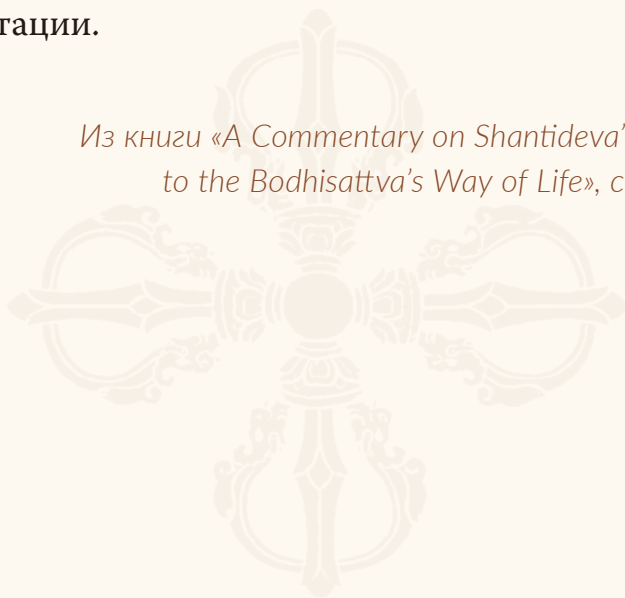 тации.
Из книги «A Commentary on Shantideva’
to the Bodhisattva’s Way of Life», с